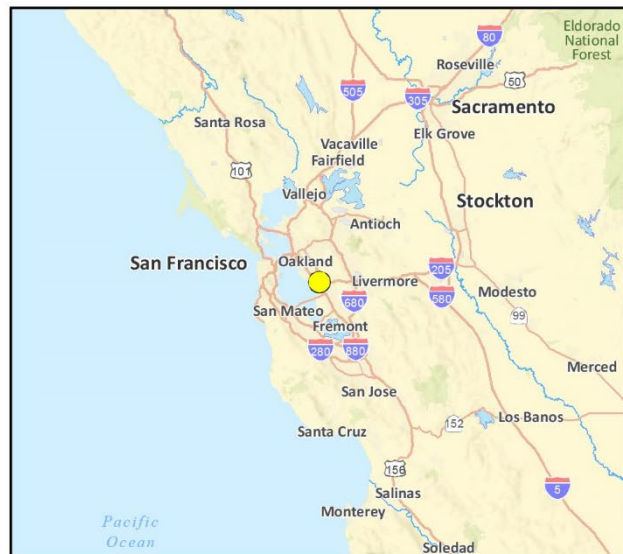 Eldorado
National
Forest
80
Roseville
50
505
305
Sacramento
Santa Rosa
Elk Grove
Vacaville
Fairfield
101
Vallejo
Stockton
Antioch
San Francisco
Oakland
205
Livermore
680
580
Modesto
San Mateo
99
Fremont
280
880
Merced
San Jose
Los Banos
152
Santa Cruz
156
5
Salinas
Monterey
Pacific
Ocean
Soledad